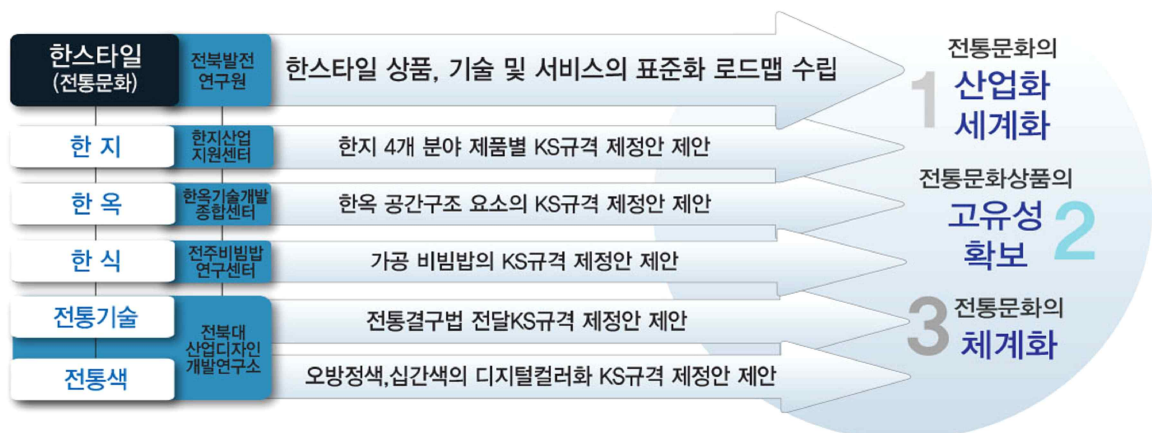 한스타일
(전통문화)
전북발전
연구원
한스타일 상품, 기술 및 서비스의 표준화 로드맵 수립
한 지
한지산업
지원센터
한지 4개 분야 제품별 KS규격 제정안 제안
한 옥
한옥기술개발
종합센터
한옥 공간구조 요소의 KS규격 제정안 제안
한 식
전주비빔밥
연구센터
가공 비빔밥의 KS규격 제정안 제안
전통기술
전북대
산업디자인
개발연구소
전통결구법 전달KS규격 제정안 제안
전통색
오방정색,십간색의 디지털컬러화 KS규격 제정안 제안
1
전통문화의
산업화
세계화
전통문화상품의
고유성
확보
2
3
전통문화의
체계화